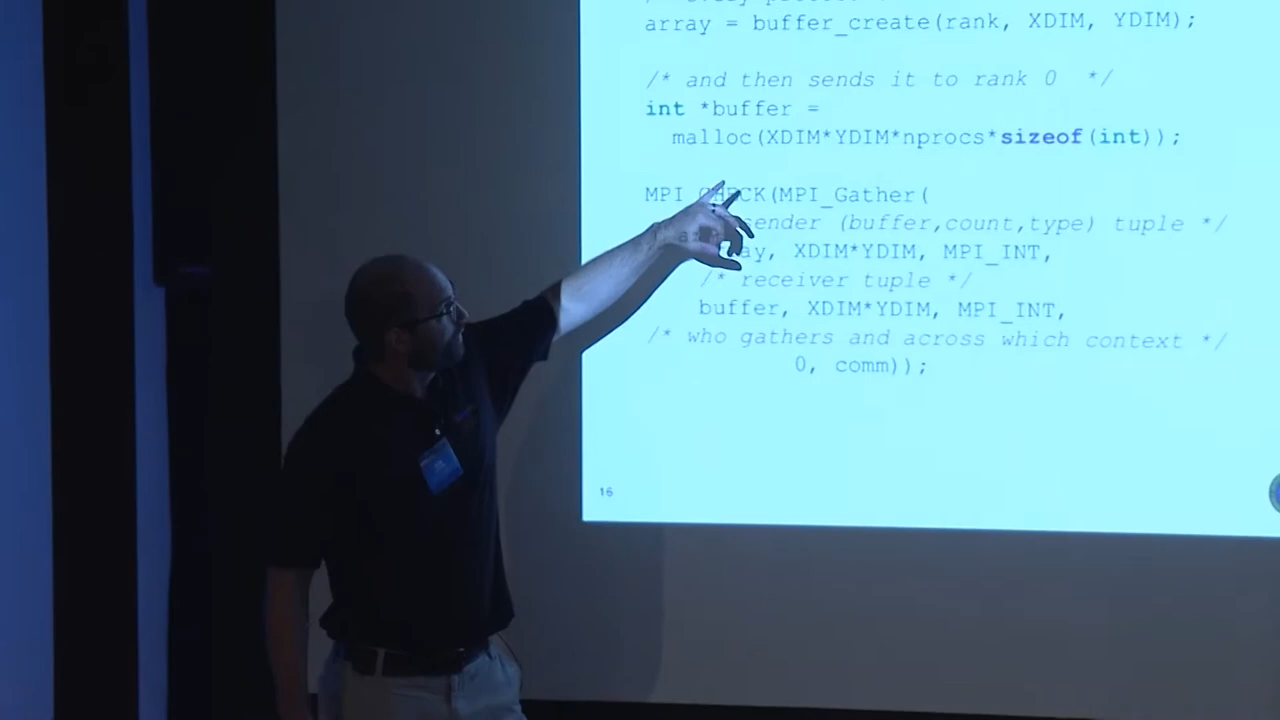 array = buffer_create(rank, XDIM, YDIM);
/* and then sends it to rank 0 */
int *buffer =
malloc(XDIM*YDIM*nprocs*sizeof(int));
MPI_CHECK(MPI_Gather(
sender (buffer,count,type) tuple */
array, XDIM*YDIM, MPI_INT,
/* receiver tuple */
buffer, XDIM*YDIM, MPI_INT,
/* who gathers and across which context */
0, comm));
16